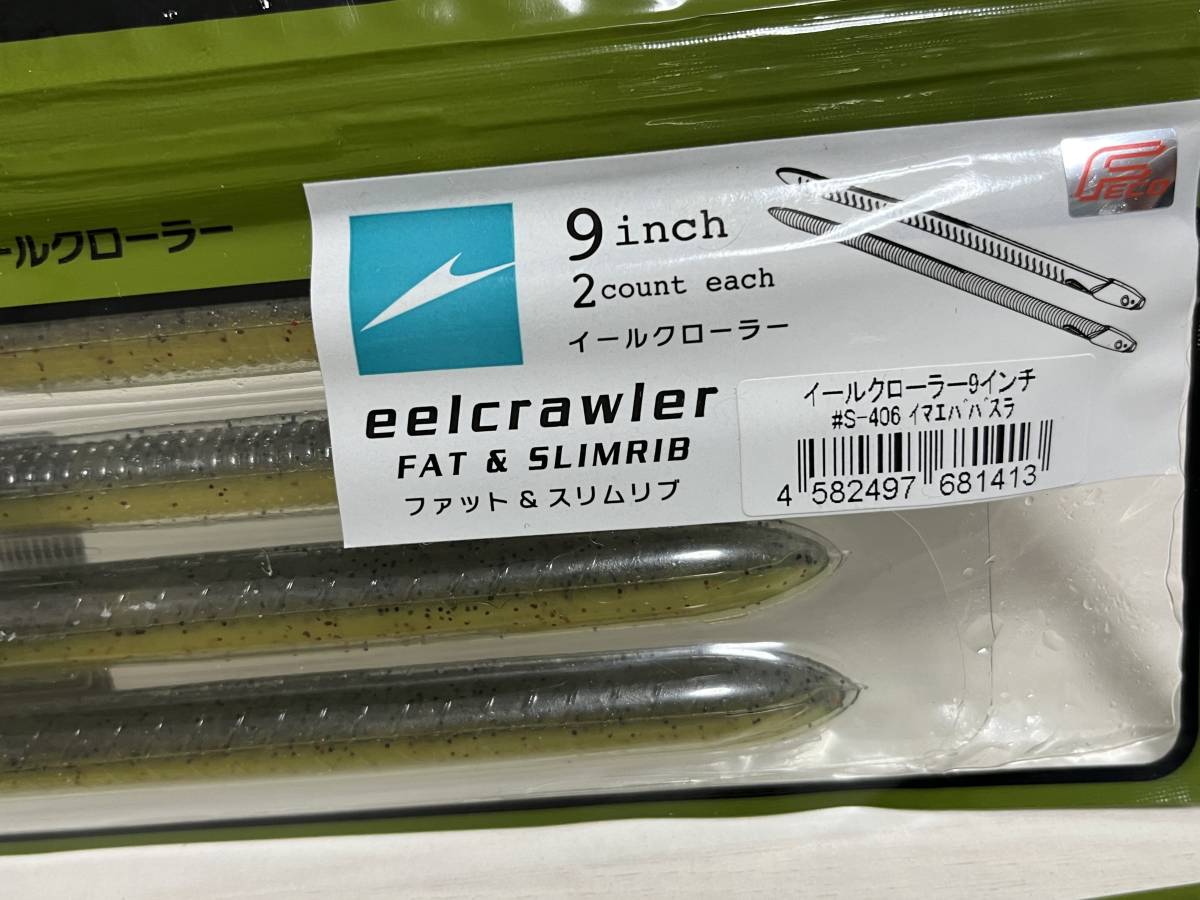 ールクローラー
9 inch
2 count each
イールクローラー
FECO
eelcrawler
FAT & SLIMRIB
ファット & スリムリブ
イールクローラー9インチ
#S-406 イマエバ゛バ゛スラ
4 582497 681413